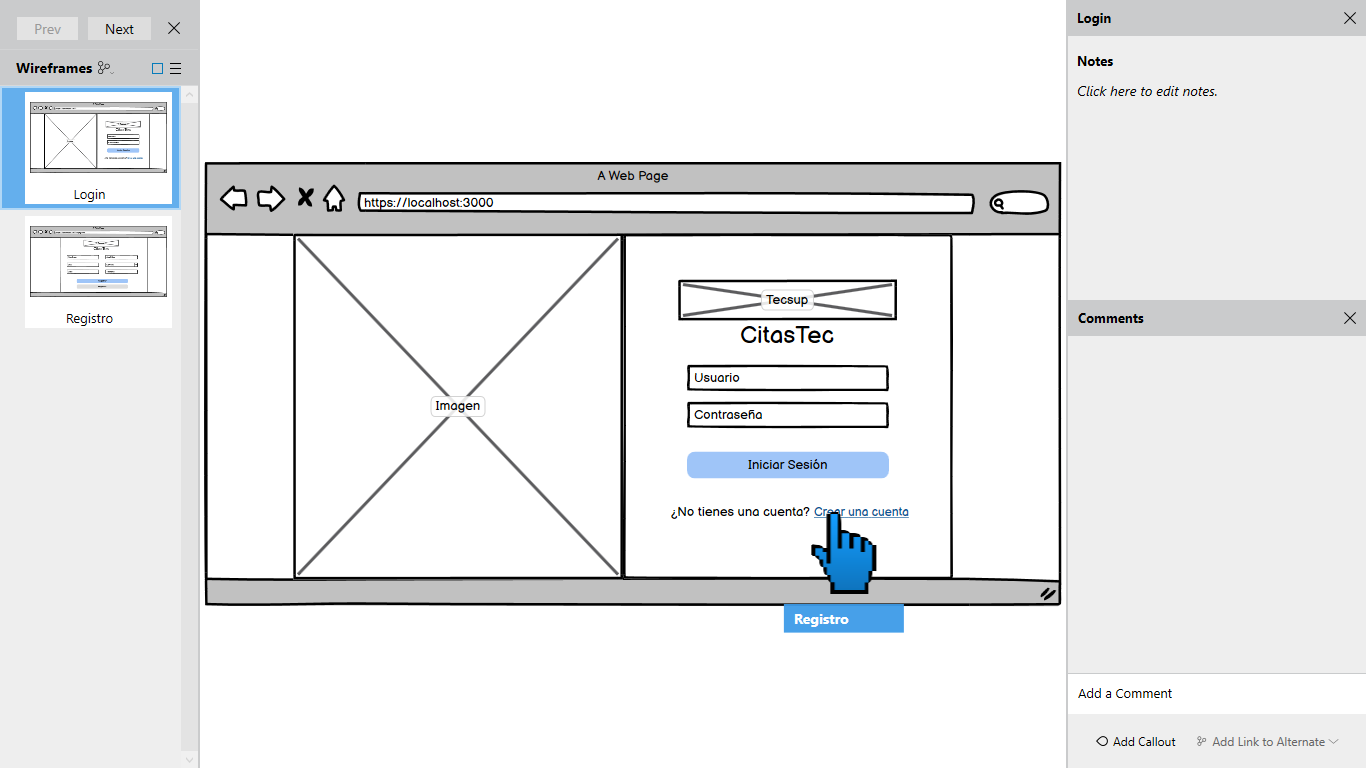 Prev Next
Wireframes
Login
Registro
A Web Page
https://localhost:3000
Imagen
Tecsup
CitasTec
Usuario
Contraseña
Iniciar Sesión
¿No tienes una cuenta? Crear una cuenta
Registro
Login
Notes
Click here to edit notes.
Comments
Add a Comment
Add Callout Add Link to Alternate